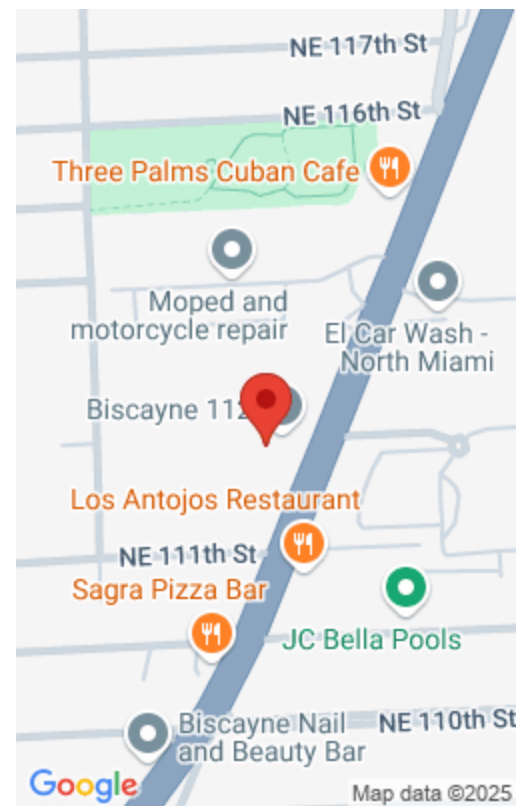 NE 117th St
NE 116th St
Three Palms Cuban Cafe
Moped and
motorcycle repair
El Car Wash -
North Miami
Biscayne 112
Los Antojos Restaurant
NE 111th St
Sagra Pizza Bar
JC Bella Pools
Biscayne Nail
and Beauty Bar
NE 110th St
Google
Map data ©2025